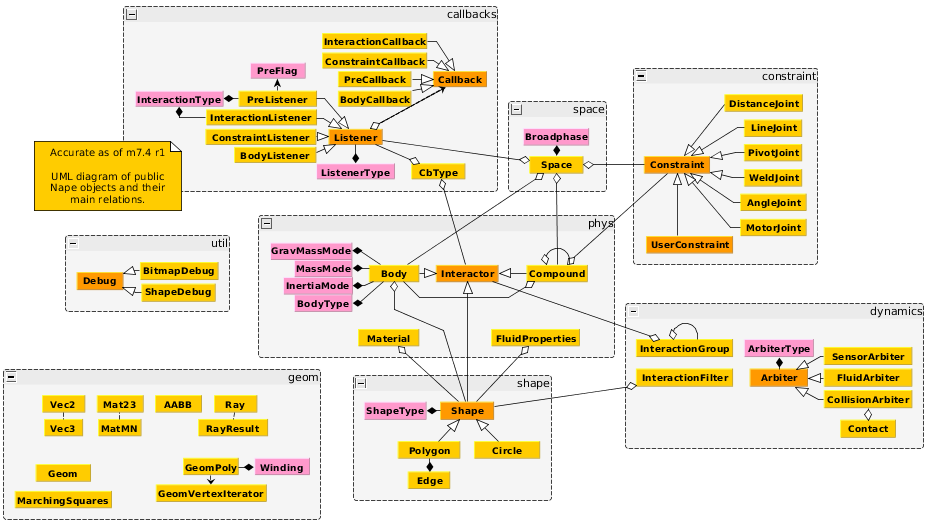 callbacks
InteractionCallback
ConstraintCallback
PreCallback
BodyCallback
Callback
PreFlag
InteractionType
PreListener
InteractionListener
ConstraintListener
BodyListener
Listener
ListenerType
CbType
Accurate as of m7.4 r1
UML diagram of public
Nape objects and their
main relations.
space
Broadphase
Space
constraint
DistanceJoint
LineJoint
PivotJoint
WeldJoint
AngleJoint
MotorJoint
Constraint
UserConstraint
util
Debug
BitmapDebug
ShapeDebug
phys
GravMassMode
MassMode
InertiaMode
BodyType
Body
Interactor
Compound
Material
FluidProperties
dynamics
InteractionGroup
InteractionFilter
ArbiterType
Arbiter
SensorArbiter
FluidArbiter
CollisionArbiter
Contact
geom
Vec2
Mat23
AABB
Ray
Vec3
MatMN
RayResult
Geom
GeomPoly
Winding
MarchingSquares
GeomVertexIterator
shape
ShapeType
Shape
Polygon
Circle
Edge